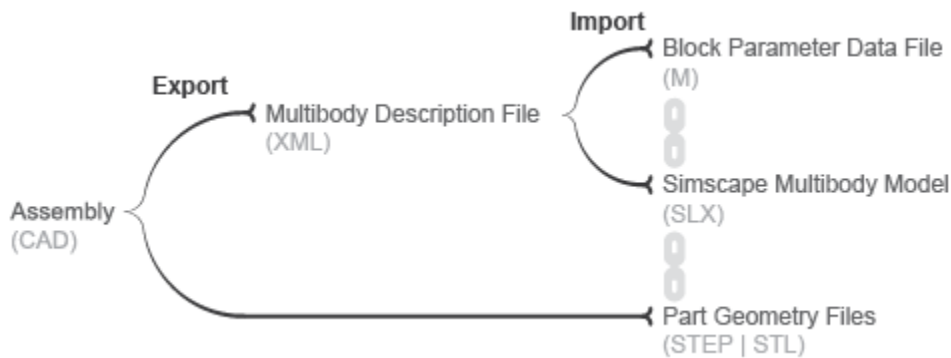 Import
Block Parameter Data File
(M)
Export
Multibody Description File
(XML)
Simscape Multibody Model
(SLX)
Assembly
(CAD)
Part Geometry Files
(STEP | STL)